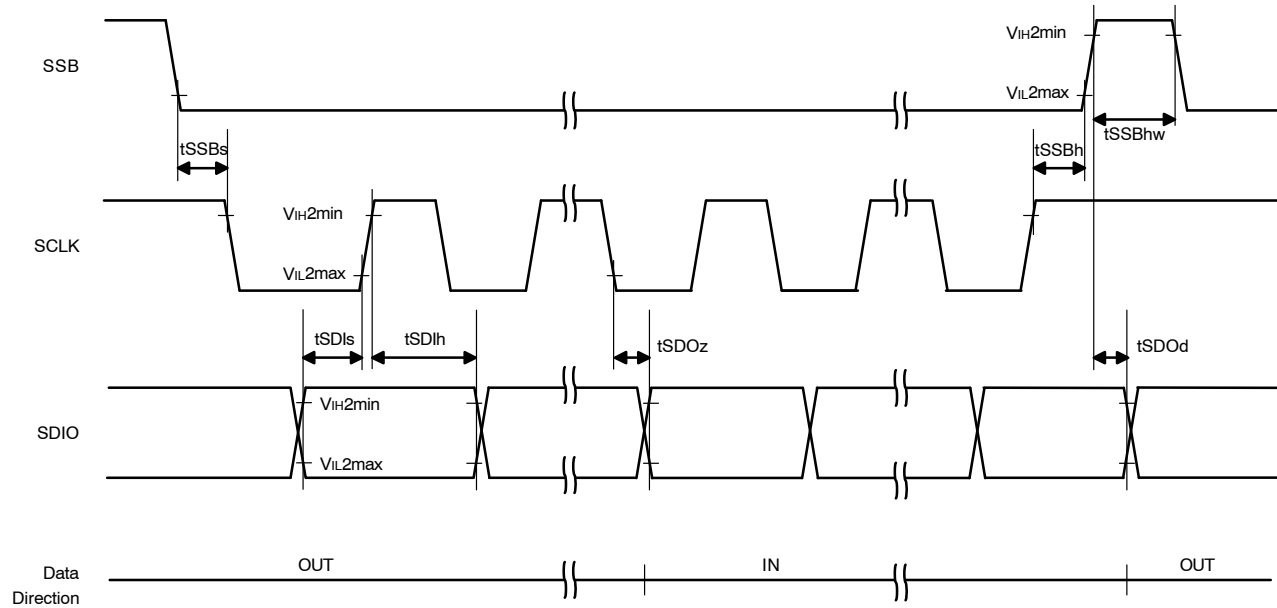 SSB
VIH2min
VIL2max
tSSBhw
tSSBs
tSSBh
SCLK
VIH2min
VIL2max
tSDIs
tSDIh
tSDOz
tSDOd
SDIO
VIH2min
VIL2max
Data
Direction
OUT
IN
OUT